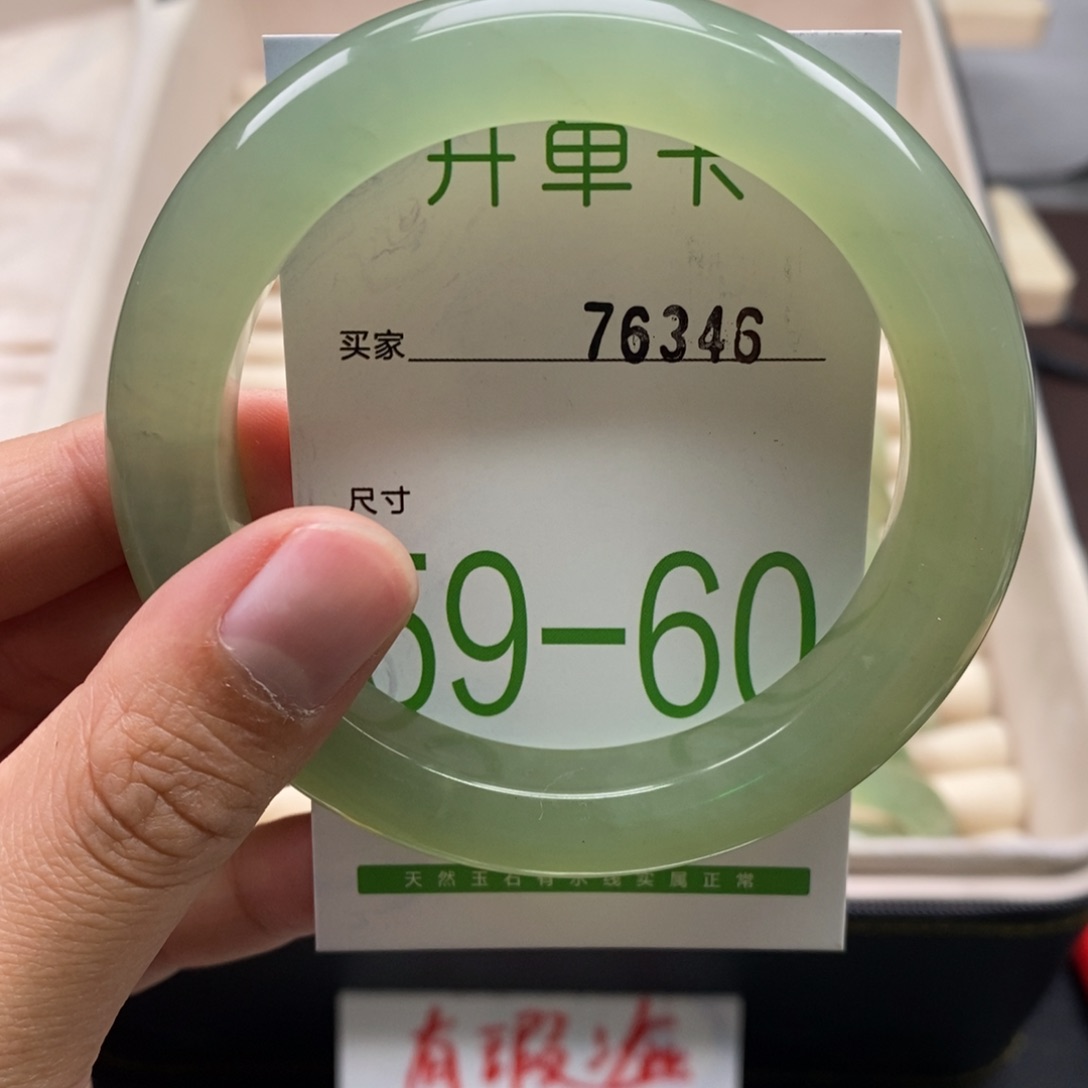 开单卡
买家 76346
尺寸
59-60
天然玉石有水线实属正常
有瑕疵